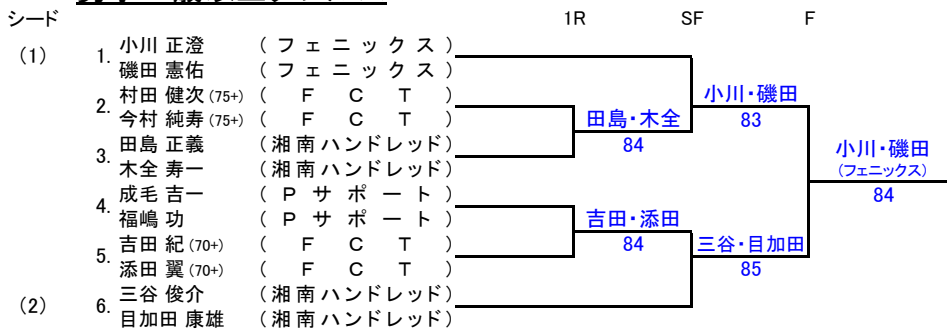 シード 1R SF F
(1) 1. 小川 正澄 (フェニックス)
磯田 憲佑 (フェニックス)
2. 村田 健次 (75+) (FCT)
今村 純寿 (75+) (FCT)
3. 田島 正義 (湘南ハンドレッド)
木全 寿一 (湘南ハンドレッド)
4. 成毛 吉一 (Pサポート)
福嶋 功 (Pサポート)
5. 吉田 紀 (70+) (FCT)
添田 翼 (70+) (FCT)
(2) 6. 三谷 俊介 (湘南ハンドレッド)
目加田 康雄 (湘南ハンドレッド)
田島・木全
84
吉田・添田
84
小川・磯田
83
三谷・目加田
85
小川・磯田
(フェニックス)
84